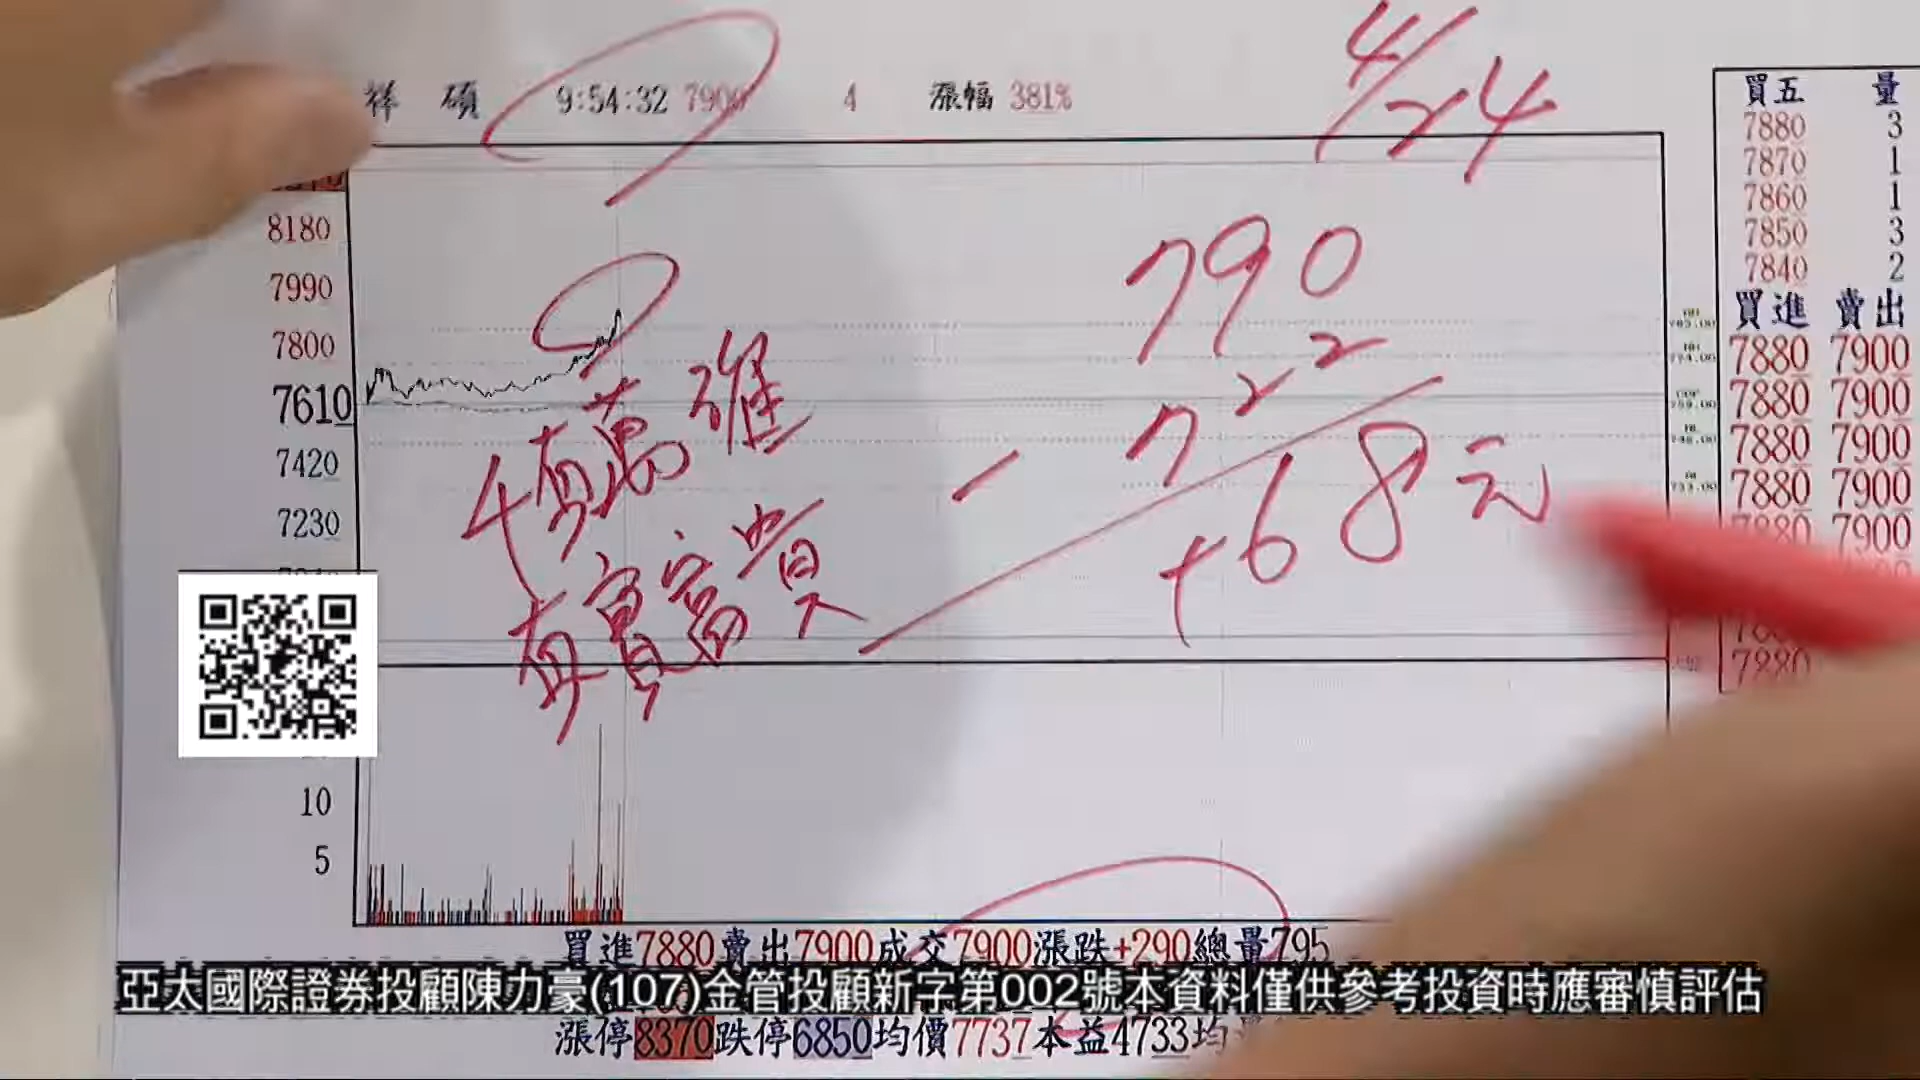 祥碩 9:54:32 7900 4 漲幅 381%
4/24
買五 量
7880 3
7870 1
7860 1
7850 3
7840 2
買進 賣出
7880 7900
7880 7900
7880 7900
7880 7900
7880 7900
7880
8180
7990
7800
7610
7420
7230
790
722
+68元
富貴
10
5
買進7880賣出7900成交7900漲跌+290總量795
亞太國際證券投顧陳力豪(107)金管投顧新字第002號本資料僅供參考投資時應審慎評估
漲停8370跌停6850均價7737本益4733均